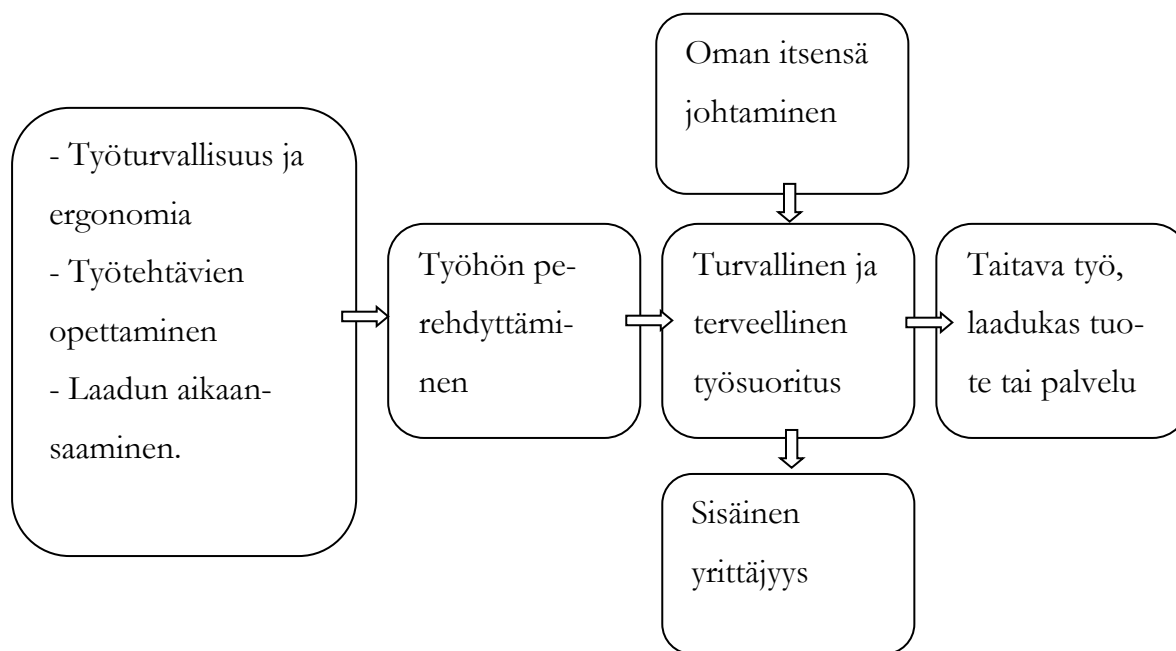 Oman itsensä
johtaminen
- Työturvallisuus ja
ergonomia
- Työtehtävien
opettaminen
- Laadun aikaan-
saaminen.
Työhön pe-
rehdyttämi-
nen
Turvallinen ja
terveellinen
työsuoritus
Taitava työ,
laadukas tuo-
te tai palvelu
Sisäinen
yrittäjyys